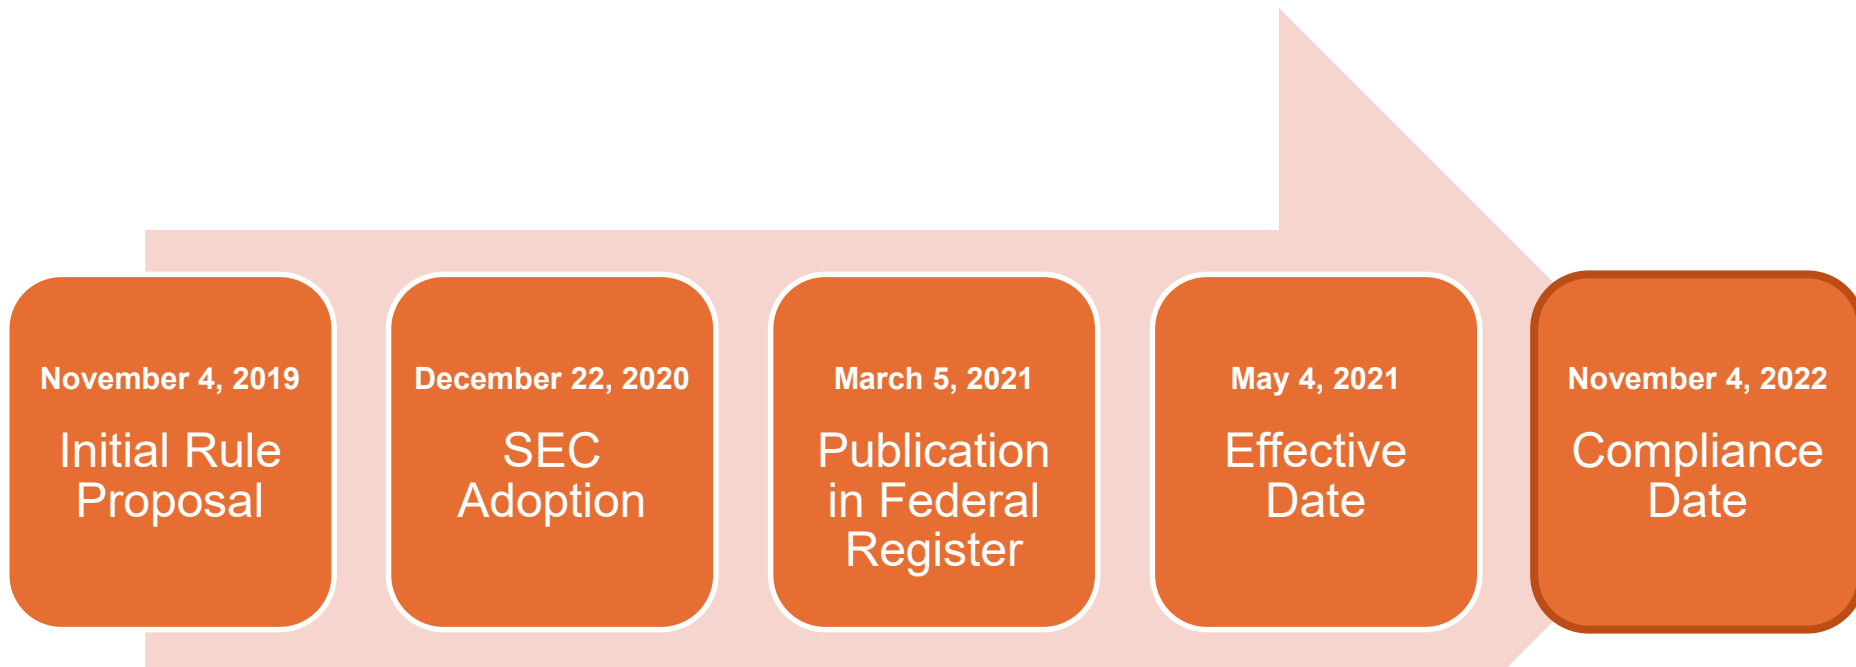 November 4, 2019
Initial Rule
Proposal
December 22, 2020
SEC
Adoption
March 5, 2021
Publication
in Federal
Register
May 4, 2021
Effective
Date
November 4, 2022
Compliance
Date